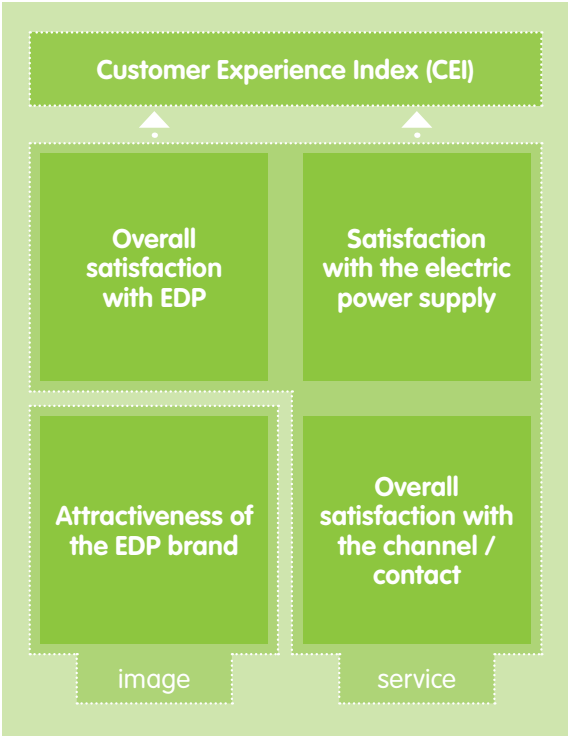 Customer Experience Index (CEI)
Overall
satisfaction
with EDP
Satisfaction
with the electric
power supply
Attractiveness of
the EDP brand
Overall
satisfaction with
the channel /
contact
image
service